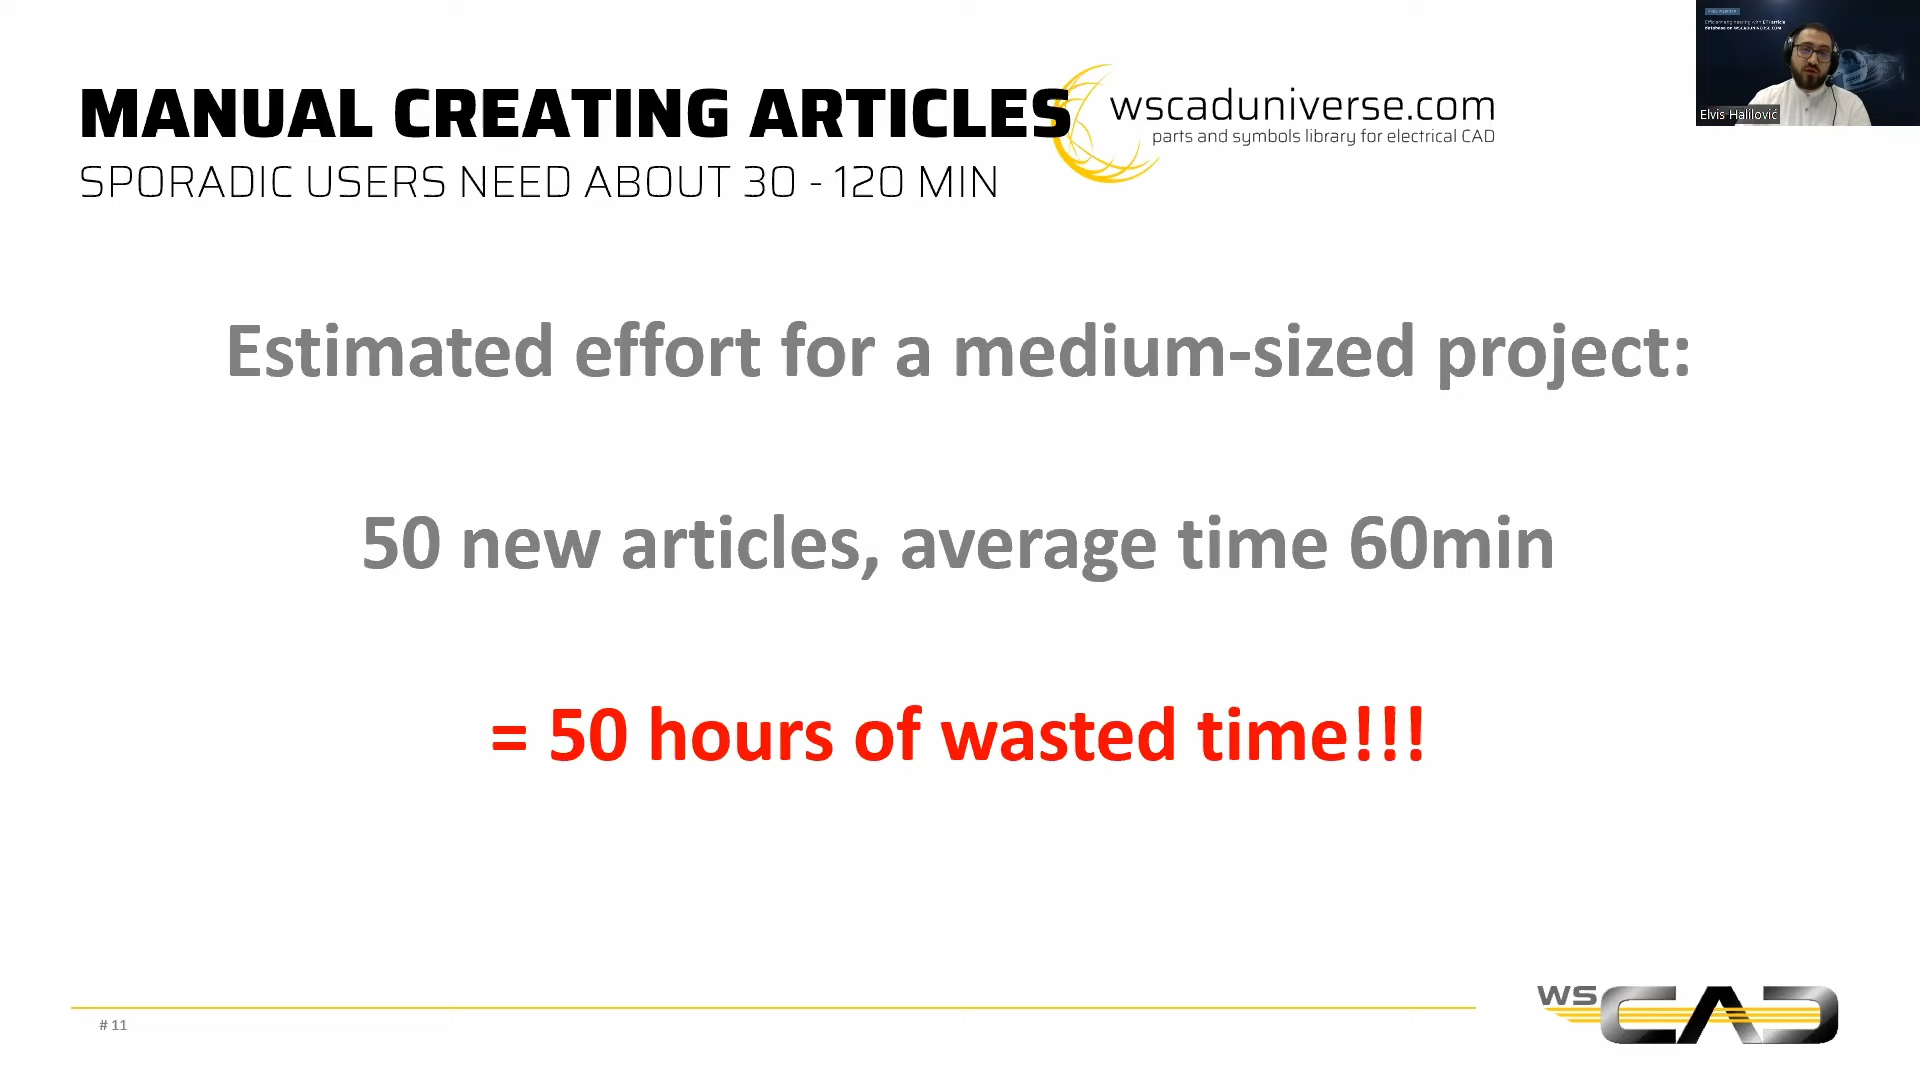 MANUAL CREATING ARTICLES
SPORADIC USERS NEED ABOUT 30 - 120 MIN
wscaduniverse.com
parts and symbols library for electrical CAD
Elvis Halilović
Estimated effort for a medium-sized project:
50 new articles, average time 60min
= 50 hours of wasted time!!!
# 11
WS CAD